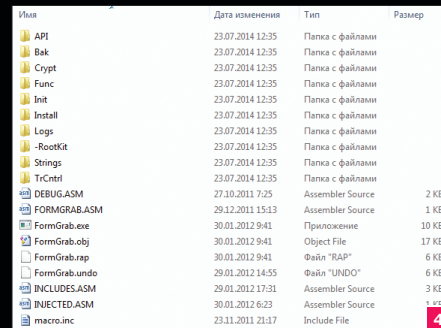 Имя Дата изменения Тип Размер
API 23.07.2014 12:35 Папка с файлами
Bak 23.07.2014 12:35 Папка с файлами
Crypt 23.07.2014 12:35 Папка с файлами
Func 23.07.2014 12:35 Папка с файлами
Init 23.07.2014 12:35 Папка с файлами
Install 23.07.2014 12:35 Папка с файлами
Logs 23.07.2014 12:35 Папка с файлами
-RootKit 23.07.2014 12:35 Папка с файлами
Strings 23.07.2014 12:35 Папка с файлами
TrCntrl 23.07.2014 12:35 Папка с файлами
DEBUG.ASM 27.10.2011 7:25 Assembler Source 2 КБ
FORMGRAB.ASM 29.12.2011 15:13 Assembler Source 1 КБ
FormGrab.exe 30.01.2012 9:41 Приложение 10 КБ
FormGrab.obj 30.01.2012 9:41 Object File 17 КБ
FormGrab.rap 30.01.2012 9:41 Файл "RAP" 6 КБ
FormGrab.undo 29.01.2012 14:55 Файл "UNDO" 6 КБ
INCLUDES.ASM 29.01.2012 17:31 Assembler Source 3 КБ
INJECTED.ASM 30.01.2012 6:23 Assembler Source 1 КБ
macro.inc 23.11.2011 21:17 Include File 4